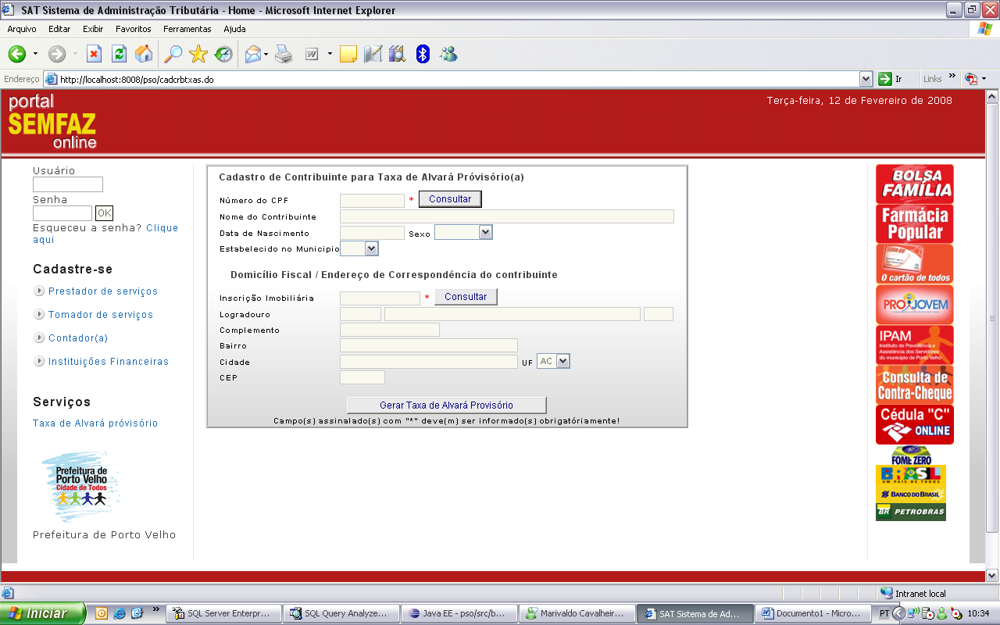 SAT Sistema de Administração Tributária - Home - Microsoft Internet Explorer
Arquivo Editar Exibir Favoritos Ferramentas Ajuda
Endereço http://localhost:8008/pso/cadcrbtxas.do Ir Links »
portal
SEMFAZ
online
Terça-feira, 12 de Fevereiro de 2008
Usuário
Senha
OK
Esqueceu a senha? Clique
aqui
Cadastre-se
Prestador de serviços
Tomador de serviços
Contador(a)
Instituições Financeiras
Serviços
Taxa de Alvará próvisório
Prefeitura de
Porto Velho
Cidade de Todos
Prefeitura de Porto Velho
Cadastro de Contribuinte para Taxa de Alvará Próvisório(a)
Número do CPF * Consultar
Nome do Contribuinte
Data de Nascimento Sexo
Estabelecido no Municipio
Domicílio Fiscal / Endereço de Correspondência do contribuinte
Inscrição Imobiliária * Consultar
Logradouro
Complemento
Bairro
Cidade UF AC
CEP
Gerar Taxa de Alvará Provisório
Campo(s) assinalado(s) com "*" deve(m) ser informado(s) obrigatóriamente!
BOLSA
FAMÍLIA
Farmácia
Popular
O cartão de todos
PROJOVEM
IPAM
Instituto de Previdência e
Assistência dos Servidores
do município de Porto Velho
Consulta de
Contra-Cheque
Cédula "C"
ONLINE
FOME ZERO
BRASIL
UM PAÍS DE TODOS
BANCO DO BRASIL
BR PETROBRAS
Intranet local
Iniciar » SQL Server Enterpr... SQL Query Analyze... Java EE - pso/src/b... Marivaldo Cavalheir... SAT Sistema de Ad... Documento1 - Micro... PT 10:34